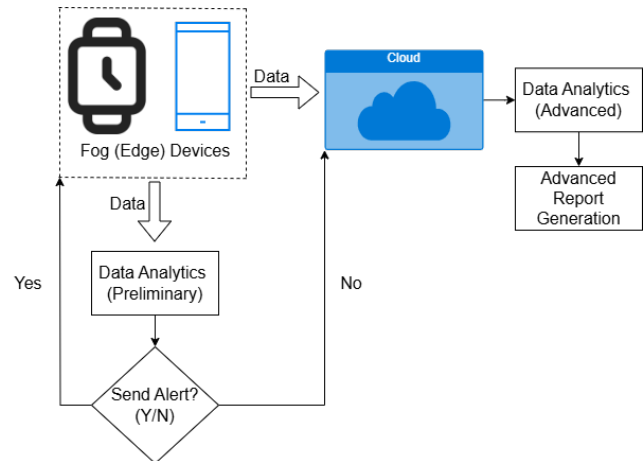 Cloud
Data
Data Analytics
(Advanced)
Fog (Edge) Devices
Advanced
Report
Generation
Data
Data Analytics
(Preliminary)
Yes
No
Send Alert?
(Y/N)